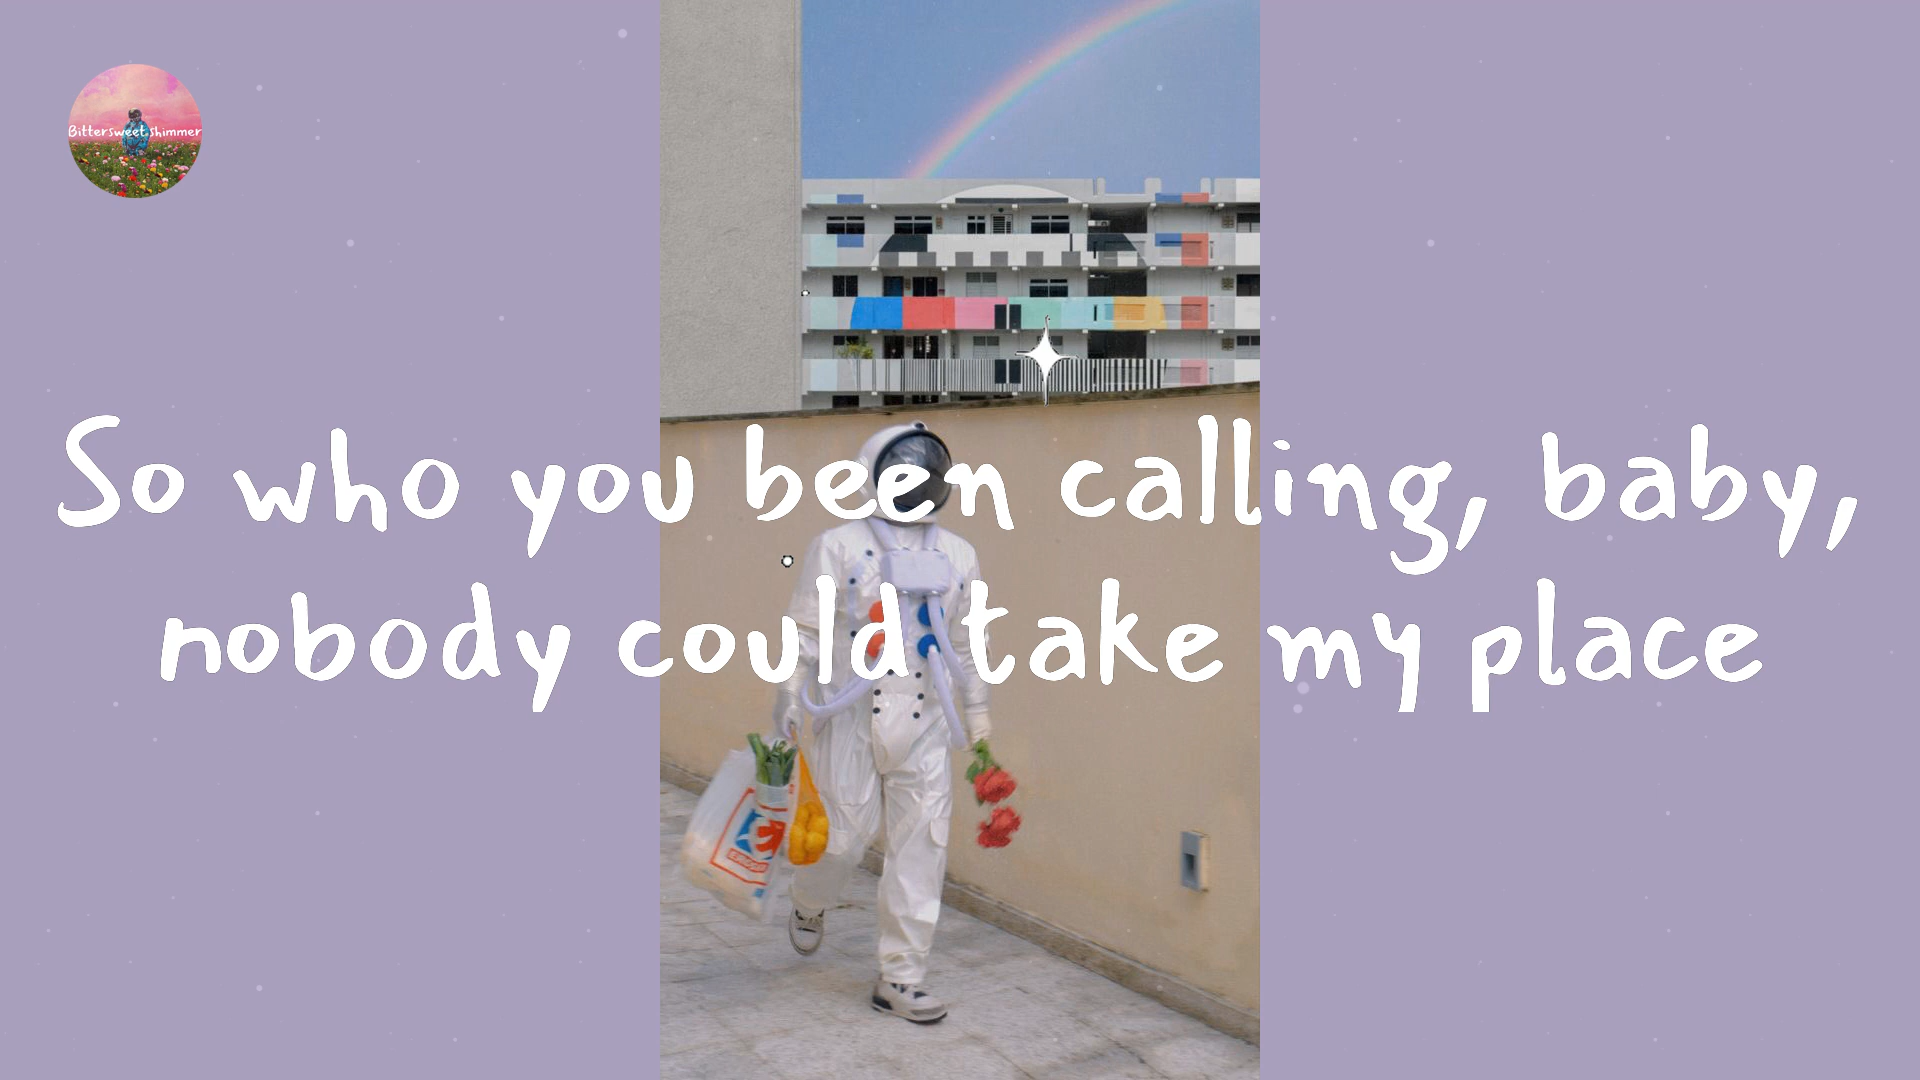 Bittersweet shimmer
So who you been calling, baby,
nobody could take my place